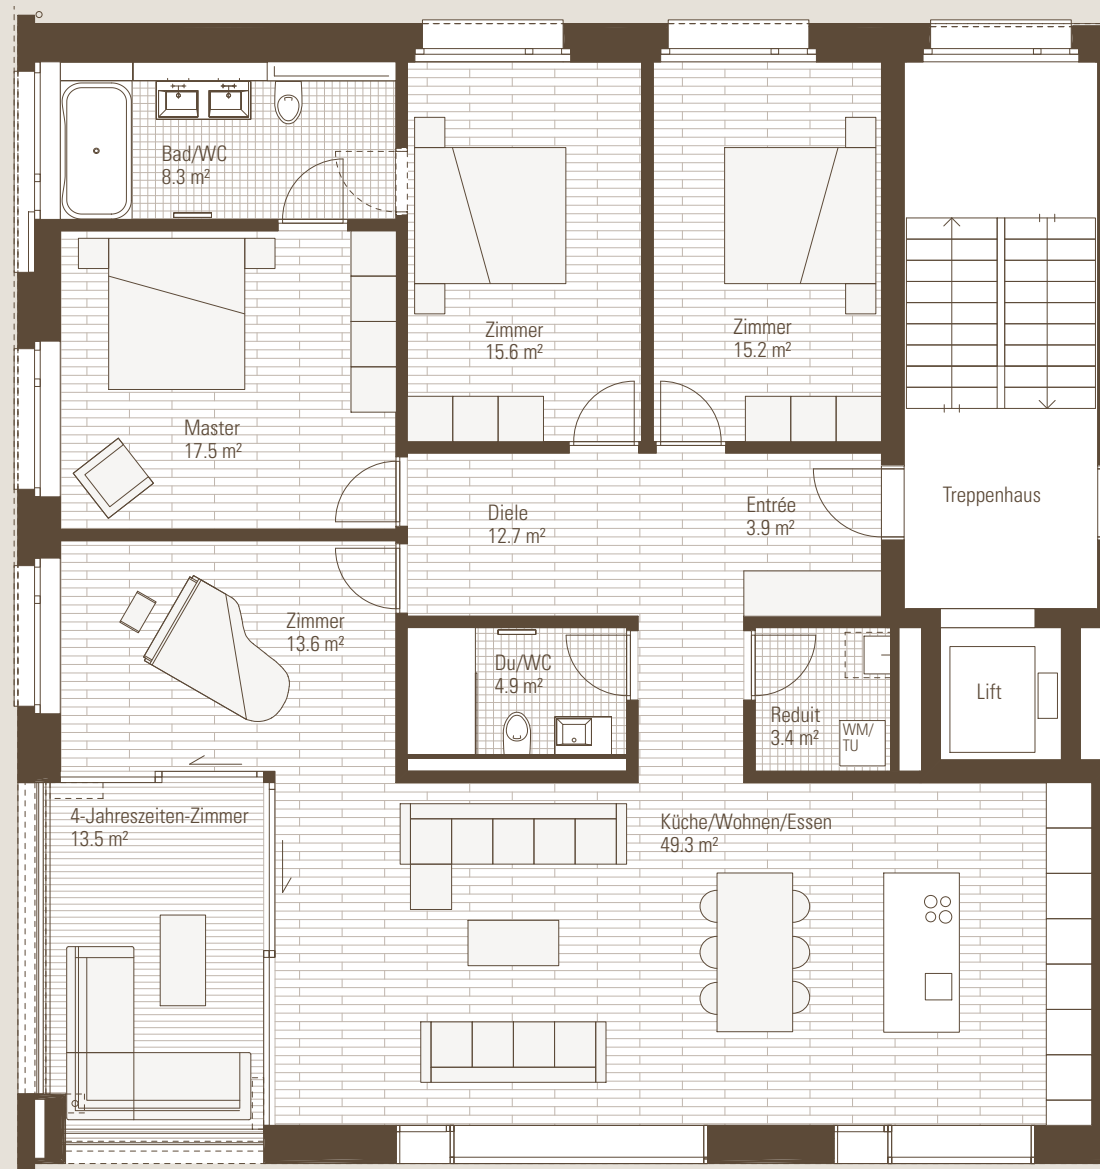 Bad/WC
8.3 m²
Zimmer
15.6 m²
Zimmer
15.2 m²
Master
17.5 m²
Diele
12.7 m²
Entrée
3.9 m²
Treppenhaus
Zimmer
13.6 m²
Du/WC
4.9 m²
Reduit
3.4 m²
WM/
TU
Lift
4-Jahreszeiten-Zimmer
13.5 m²
Küche/Wohnen/Essen
49.3 m²